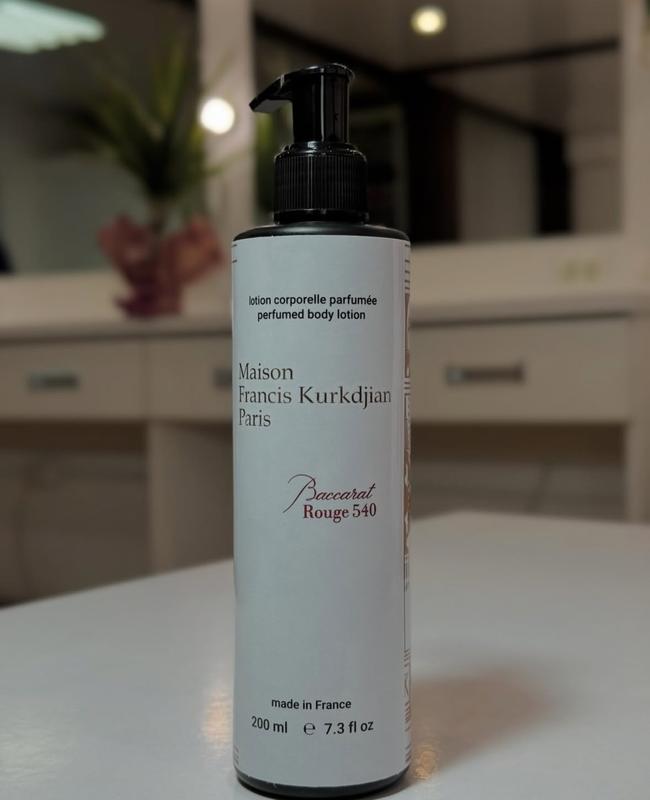 lotion corporelle parfumée
perfumed body lotion
Maison
Francis Kurkdjian
Paris
Baccarat
Rouge 540
made in France
200 ml ℮ 7.3 fl oz